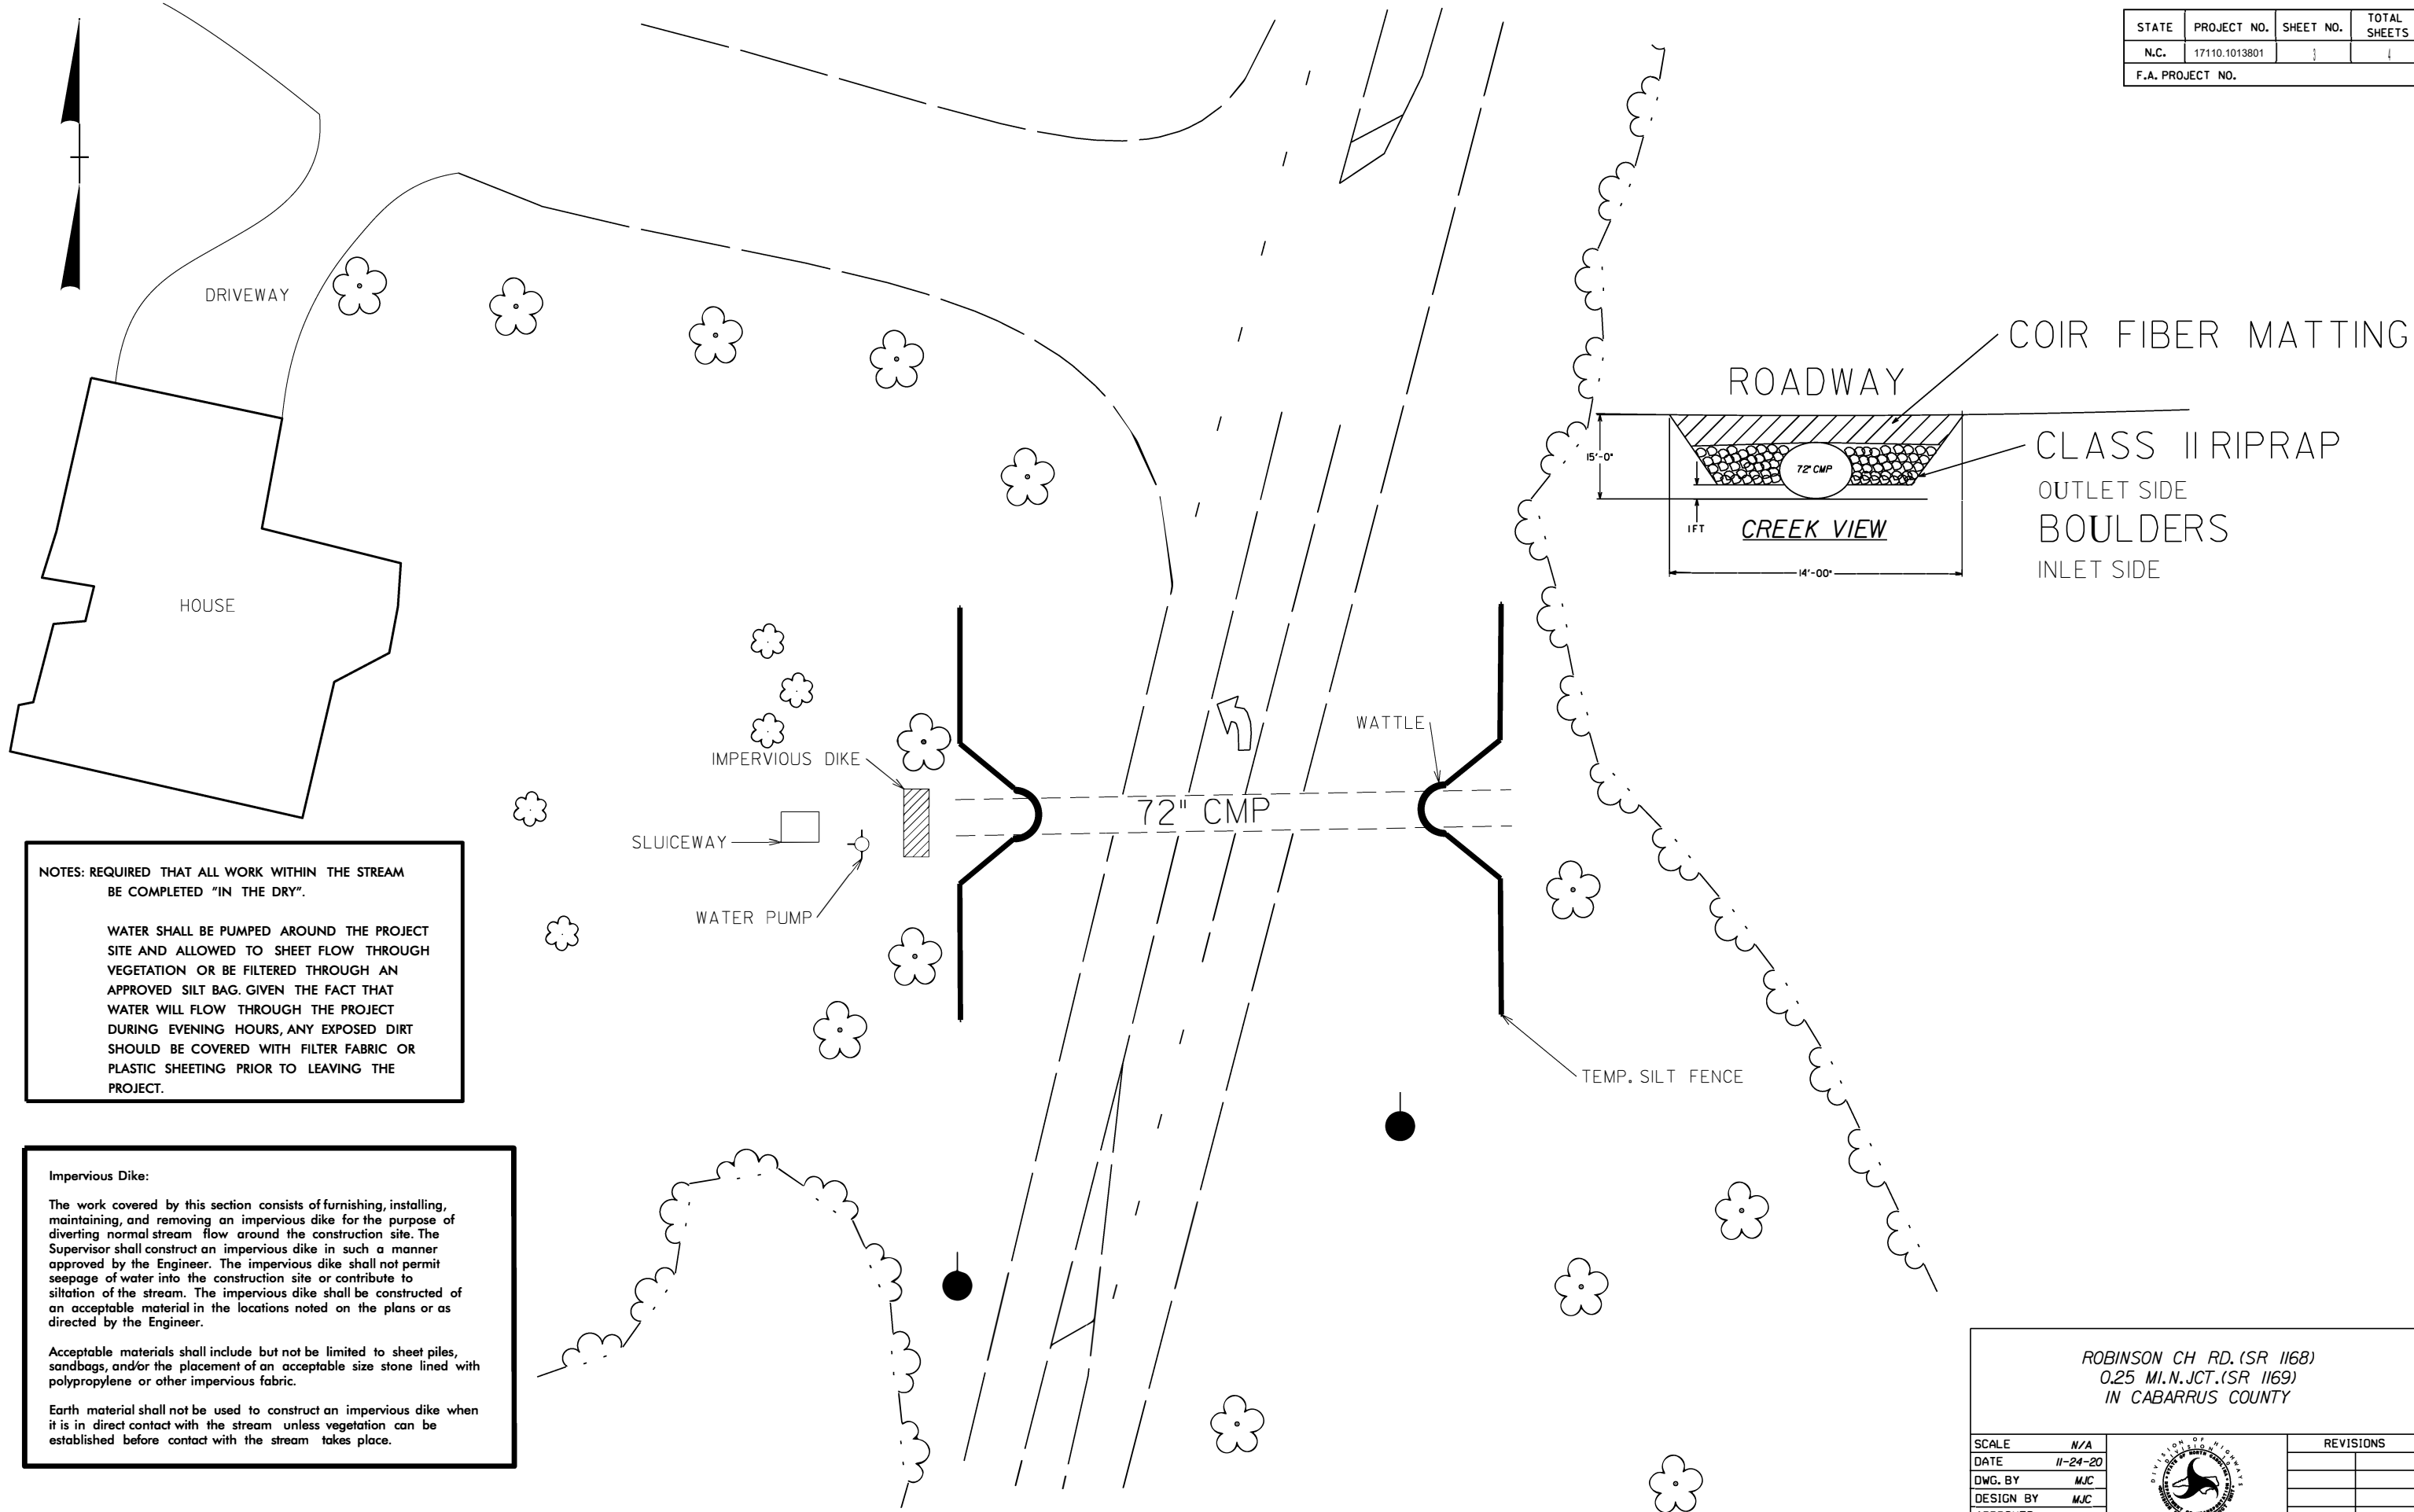 STATE PROJECT NO. SHEET NO. TOTAL SHEETS
N.C. 17110.1013801
F.A. PROJECT NO.
DRIVEWAY
HOUSE
COIR FIBER MATTING
ROADWAY
CLASS II RIPRAP
OUTLET SIDE
BOULDERS
INLET SIDE
15'-0"
72" CMP
1 FT
CREEK VIEW
14'-00"
WATTLE
IMPERVIOUS DIKE
72" CMP
SLUICEWAY
WATER PUMP
TEMP. SILT FENCE
NOTES: REQUIRED THAT ALL WORK WITHIN THE STREAM
BE COMPLETED "IN THE DRY".
WATER SHALL BE PUMPED AROUND THE PROJECT
SITE AND ALLOWED TO SHEET FLOW THROUGH
VEGETATION OR BE FILTERED THROUGH AN
APPROVED SILT BAG. GIVEN THE FACT THAT
WATER WILL FLOW THROUGH THE PROJECT
DURING EVENING HOURS, ANY EXPOSED DIRT
SHOULD BE COVERED WITH FILTER FABRIC OR
PLASTIC SHEETING PRIOR TO LEAVING THE
PROJECT.
Impervious Dike:
The work covered by this section consists of furnishing, installing,
maintaining, and removing an impervious dike for the purpose of
diverting normal stream flow around the construction site. The
Supervisor shall construct an impervious dike in such a manner
approved by the Engineer. The impervious dike shall not permit
seepage of water into the construction site or contribute to
siltation of the stream. The impervious dike shall be constructed of
an acceptable material in the locations noted on the plans or as
directed by the Engineer.
Acceptable materials shall include but not be limited to sheet piles,
sandbags, and/or the placement of an acceptable size stone lined with
polypropylene or other impervious fabric.
Earth material shall not be used to construct an impervious dike when
it is in direct contact with the stream unless vegetation can be
established before contact with the stream takes place.
ROBINSON CH RD. (SR 1168)
0.25 MI. N. JCT. (SR 1169)
IN CABARRUS COUNTY
SCALE N/A
DATE 11-24-20
DWG. BY MJC
DESIGN BY MJC
REVISIONS
DIVISION OF HIGHWAYS